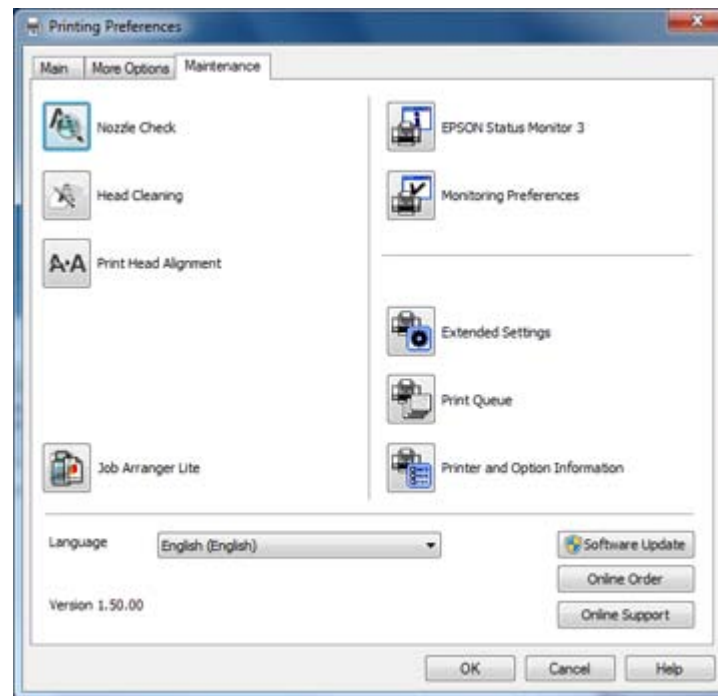 Printing Preferences
Main
More Options
Maintenance
Nozzle Check
Head Cleaning
A·A
Print Head Alignment
Job Arranger Lite
EPSON Status Monitor 3
Monitoring Preferences
Extended Settings
Print Queue
Printer and Option Information
Language
English (English)
Version 1.50.00
Software Update
Online Order
Online Support
OK
Cancel
Help